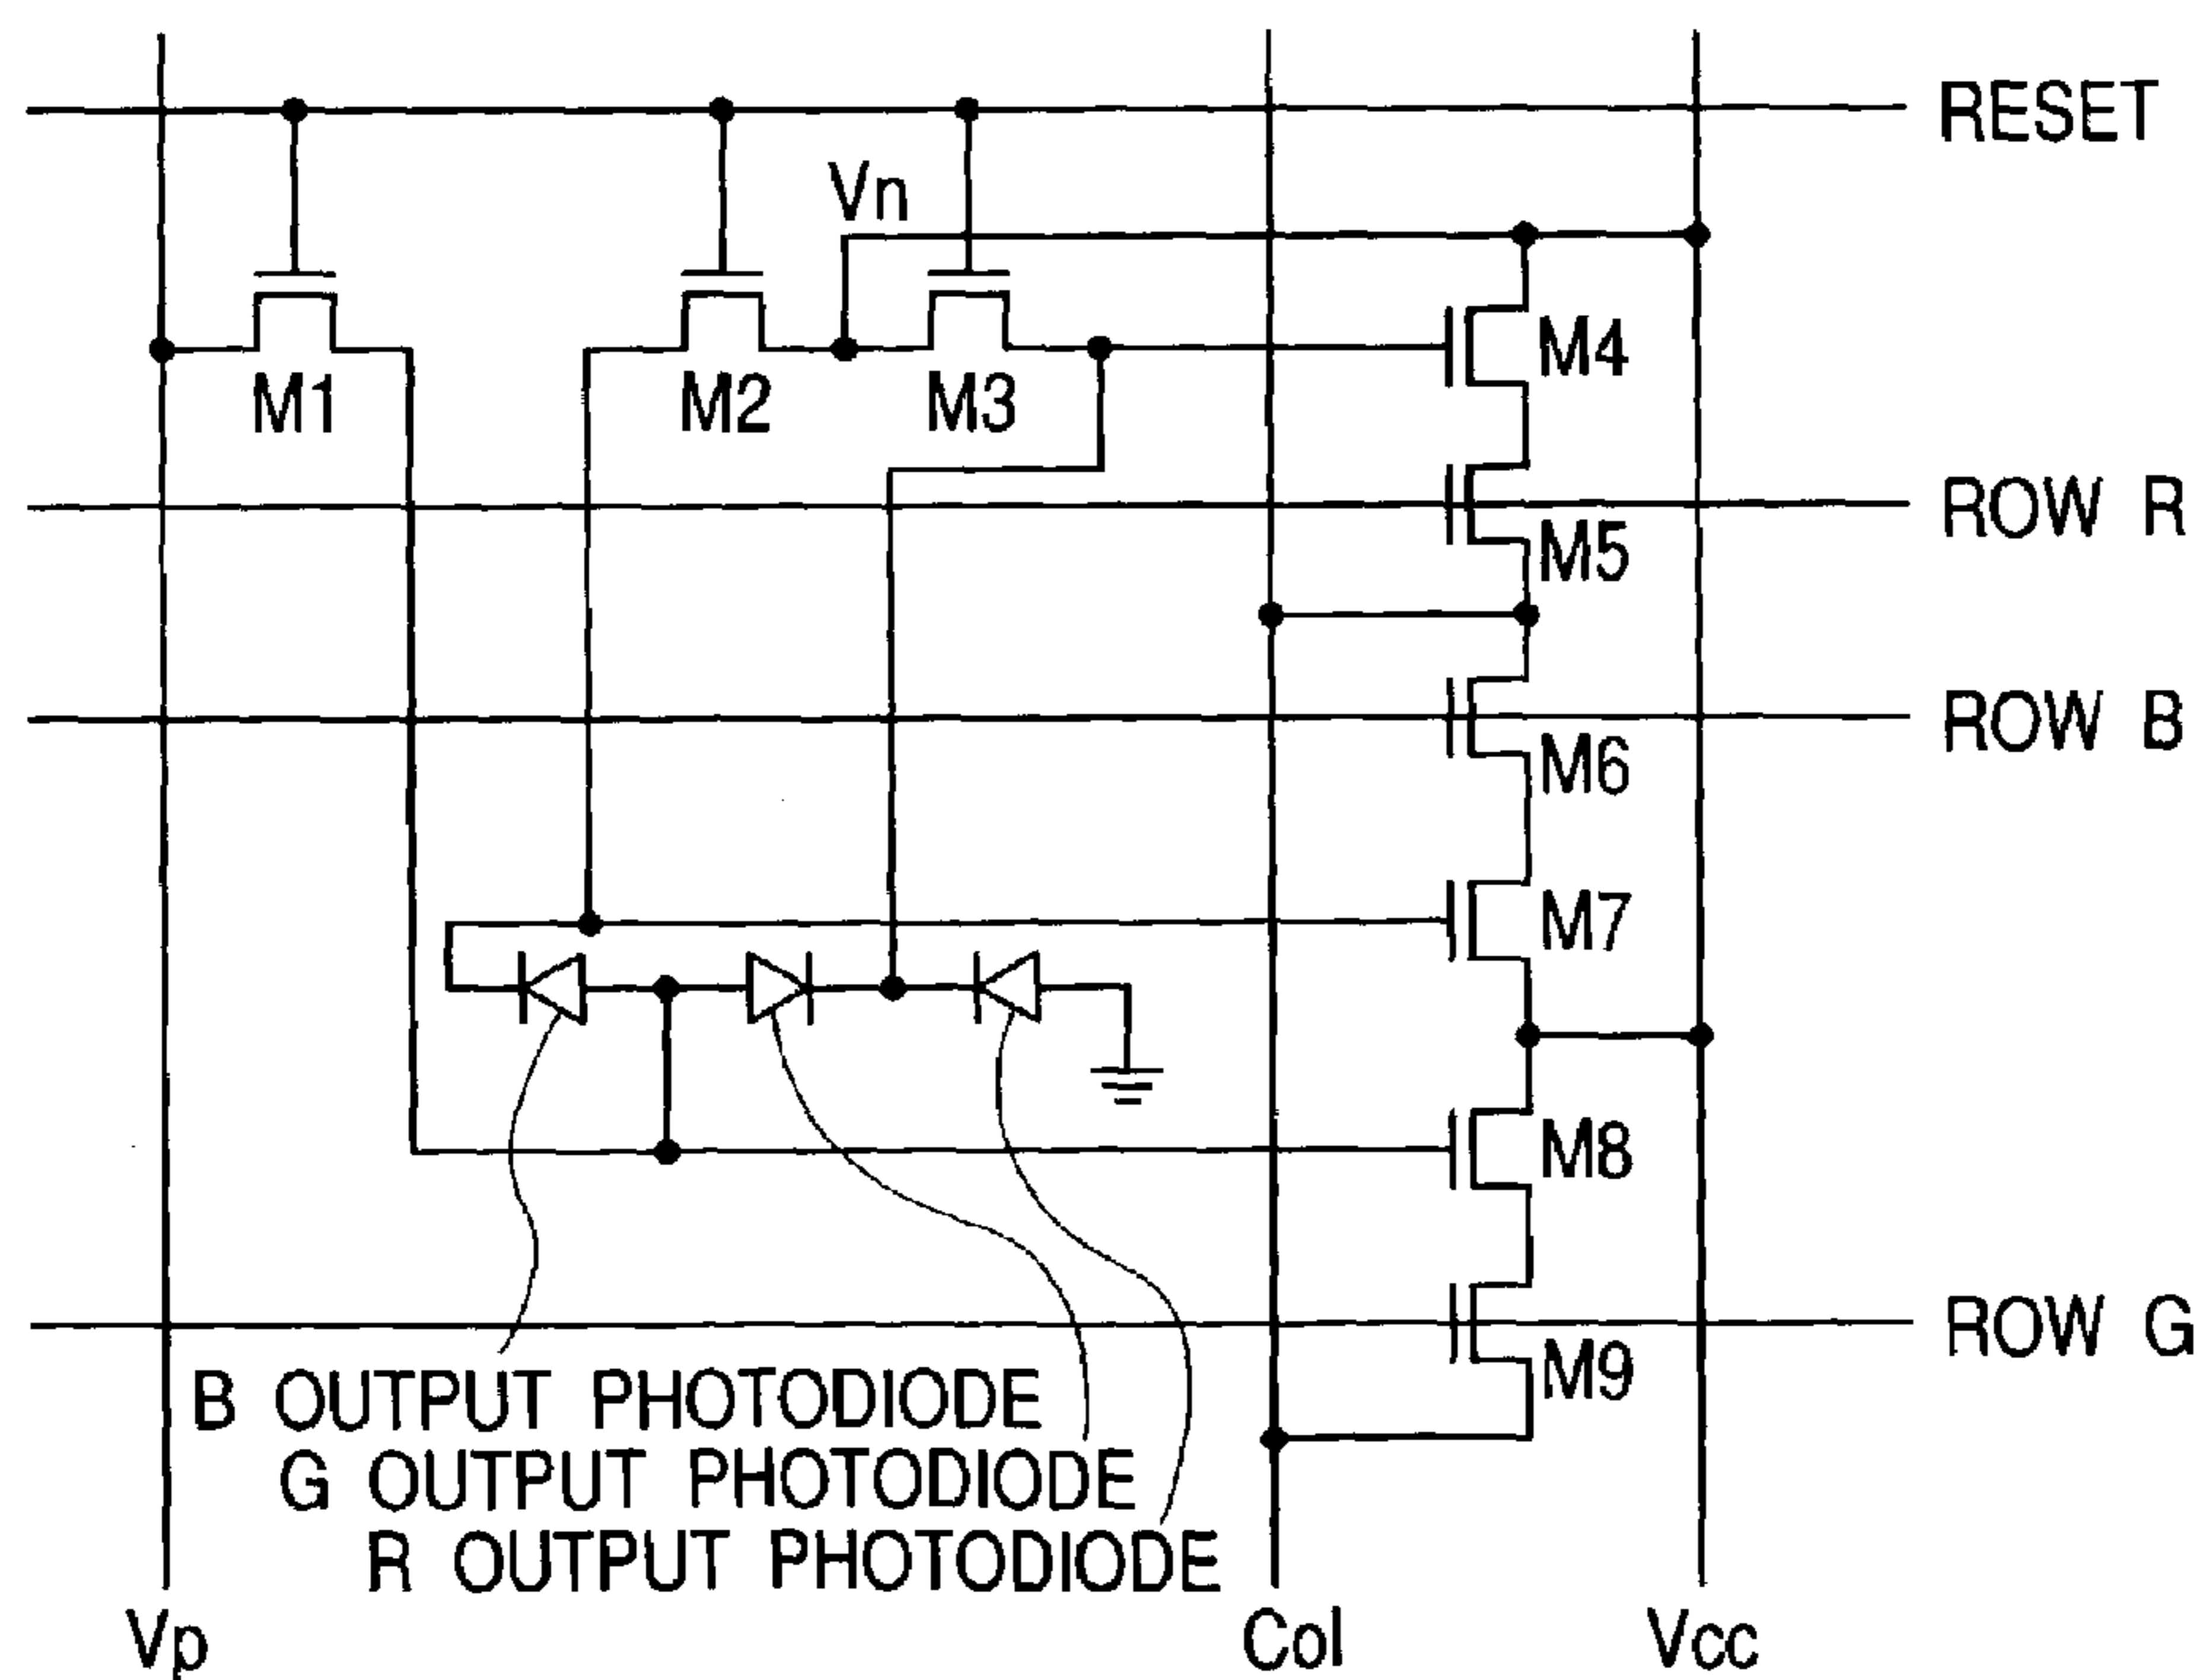 RESET
Vn
M1
M2
M3
M4
ROW R
M5
ROW B
M6
M7
M8
ROW G
M9
B OUTPUT PHOTODIODE
G OUTPUT PHOTODIODE
R OUTPUT PHOTODIODE
Vp
Col
Vcc